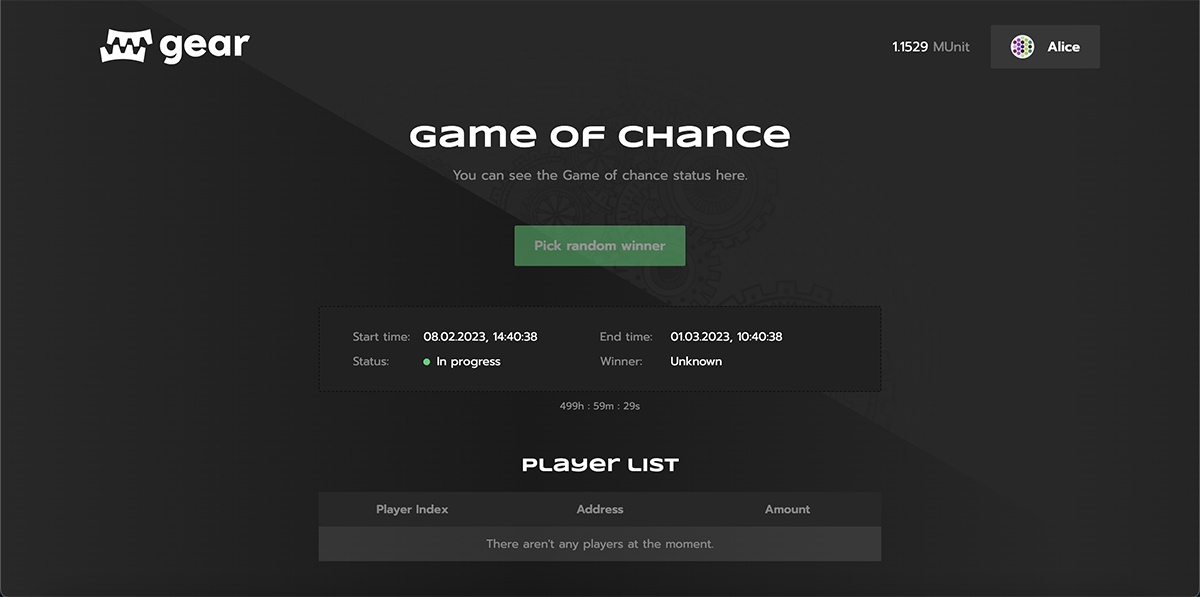 gear
1.1529 MUnit
Alice
Game of Chance
You can see the Game of chance status here.
Pick random winner
Start time: 08.02.2023, 14:40:38 End time: 01.03.2023, 10:40:38
Status: In progress Winner: Unknown
499h : 59m : 29s
Player List
Player Index Address Amount
There aren't any players at the moment.